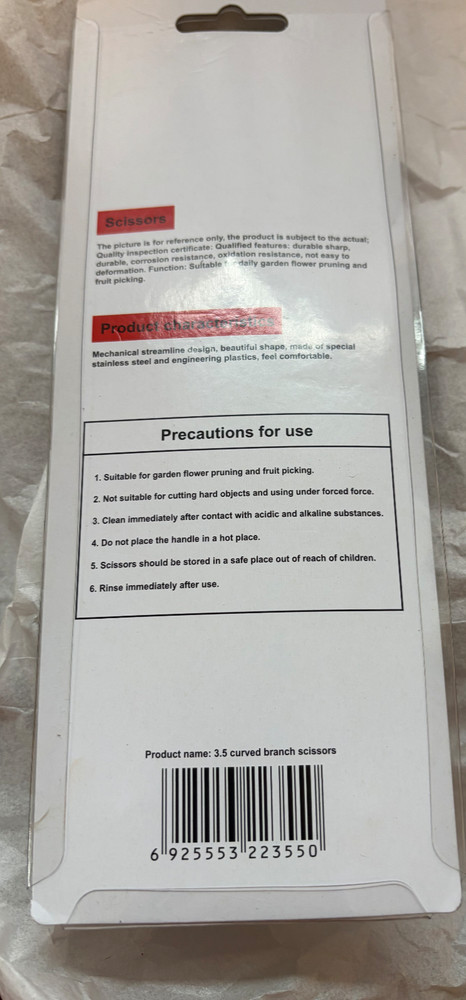 Scissors
The picture is for reference only, the product is subject to the actual;
Quality inspection certificate: Qualified features: durable sharp,
durable, corrosion resistance, oxidation resistance, not easy to
deformation. Function: Suitable for daily garden flower pruning and
fruit picking.
Product characteristics
Mechanical streamline design, beautiful shape, made of special
stainless steel and engineering plastics, feel comfortable.
Precautions for use
1. Suitable for garden flower pruning and fruit picking.
2. Not suitable for cutting hard objects and using under forced force.
3. Clean immediately after contact with acidic and alkaline substances.
4. Do not place the handle in a hot place.
5. Scissors should be stored in a safe place out of reach of children.
6. Rinse immediately after use.
Product name: 3.5 curved branch scissors
6 925553 223550